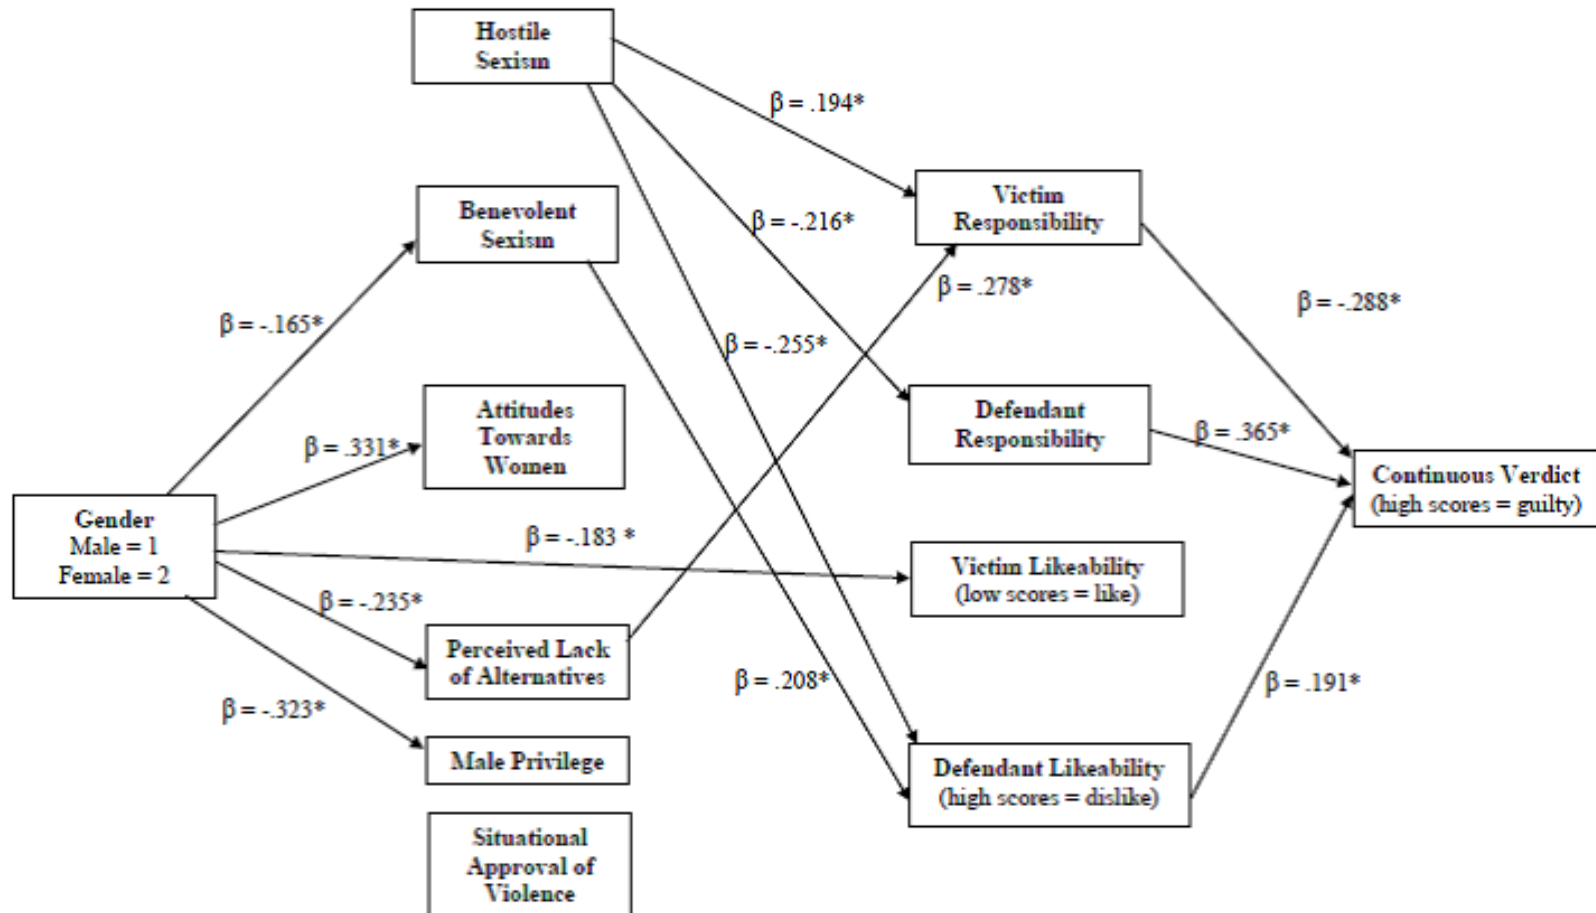 Hostile
Sexism
β = .194*
Victim
Responsibility
Benevolent
Sexism
β = -.216*
β = .278*
β = -.288*
β = -.165*
β = -.255*
Attitudes
Towards
Women
Defendant
Responsibility
β = .331*
β = .365*
Continuous Verdict
(high scores = guilty)
Gender
Male = 1
Female = 2
β = -.183 *
Victim Likeability
(low scores = like)
β = -.235*
Perceived Lack
of Alternatives
β = .208*
β = .191*
β = -.323*
Male Privilege
Defendant Likeability
(high scores = dislike)
Situational
Approval of
Violence